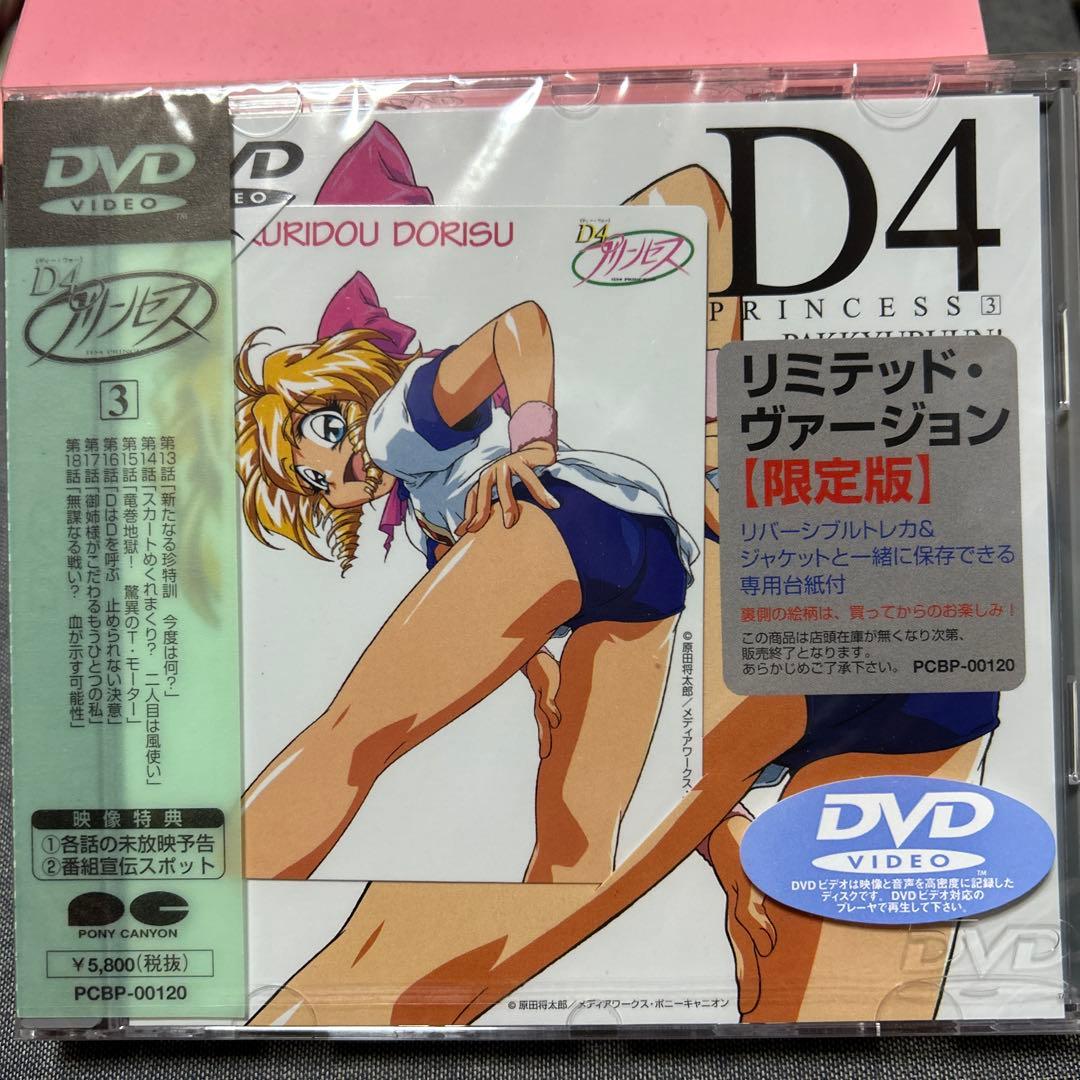 DVD
VIDEO
TM
D4
プリンセス
3
第13話「新たなる珍特訓 今度は何?」
第14話「スカートめくれまくり? 二人目は風使い」
第15話「竜巻地獄! 驚異のT・モーター」
第16話「DはDを呼ぶ 止められない決意」
第17話「御姉様がこだわるもうひとつの私」
第18話「無謀なる戦い? 血が示す可能性」
映像特典
①各話の未放映予告
②番組宣伝スポット
PONY CANYON
¥5,800(税抜)
PCBP-00120
VD
EO
KURIDOU DORISU
D4
プリンセス
©原田将太郎/メディアワークス・
D4
PRINCESS 3
リミテッド・
ヴァージョン
【限定版】
リバーシブルトレカ&
ジャケットと一緒に保存できる
専用台紙付
裏側の絵柄は、買ってからのお楽しみ!
この商品は店頭在庫が無くなり次第、
販売終了となります。
あらかじめご了承下さい。 PCBP-00120
DVD
VIDEO
TM
DVDビデオは映像と音声を高密度に記録した
ディスクです。DVDビデオ対応の
プレーヤで再生して下さい。
DVD
©原田将太郎/メディアワークス・ポニーキャニオン